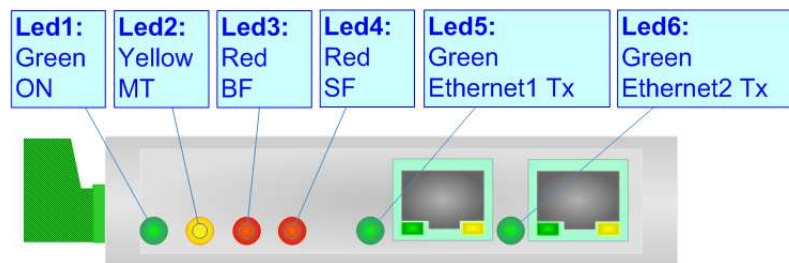 Led1:
Green
ON
Led2:
Yellow
MT
Led3:
Red
BF
Led4:
Red
SF
Led5:
Green
Ethernet1 Tx
Led6:
Green
Ethernet2 Tx